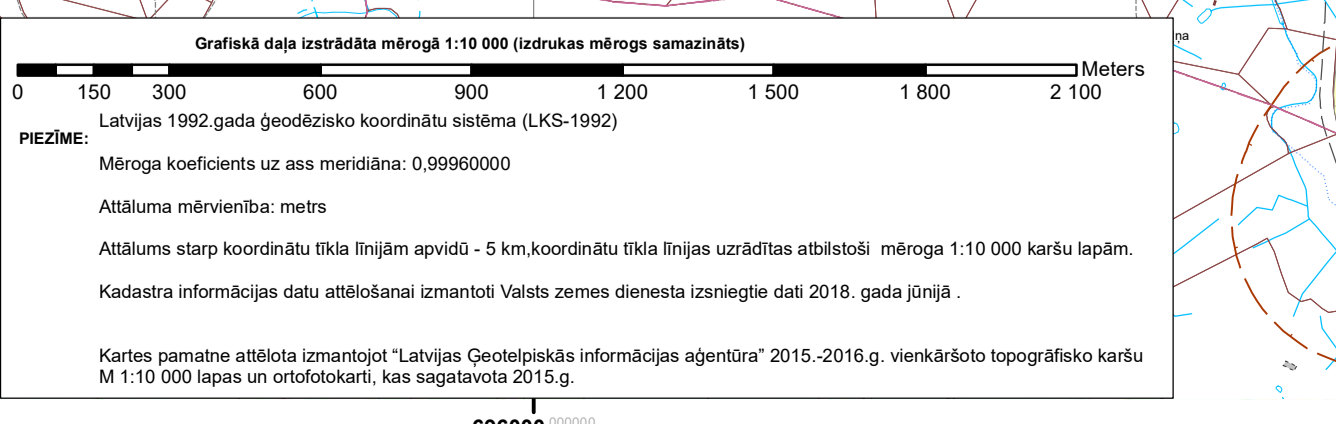 ņa
Grafiskā daļa izstrādāta mērogā 1:10 000 (izdrukas mērogs samazināts)
Meters
0 150 300 600 900 1 200 1 500 1 800 2 100
Latvijas 1992.gada ģeodēzisko koordinātu sistēma (LKS-1992)
PIEZĪME:
Mēroga koeficients uz ass meridiāna: 0,99960000
Attāluma mērvienība: metrs
Attālums starp koordinātu tīkla līnijām apvidū - 5 km,koordinātu tīkla līnijas uzrādītas atbilstoši mēroga 1:10 000 karšu lapām.
Kadastra informācijas datu attēlošanai izmantoti Valsts zemes dienesta izsniegtie dati 2018. gada jūnijā .
Kartes pamatne attēlota izmantojot “Latvijas Ģeotelpiskās informācijas aģentūra” 2015.-2016.g. vienkāršoto topogrāfisko karšu
M 1:10 000 lapas un ortofotokarti, kas sagatavota 2015.g.
000000